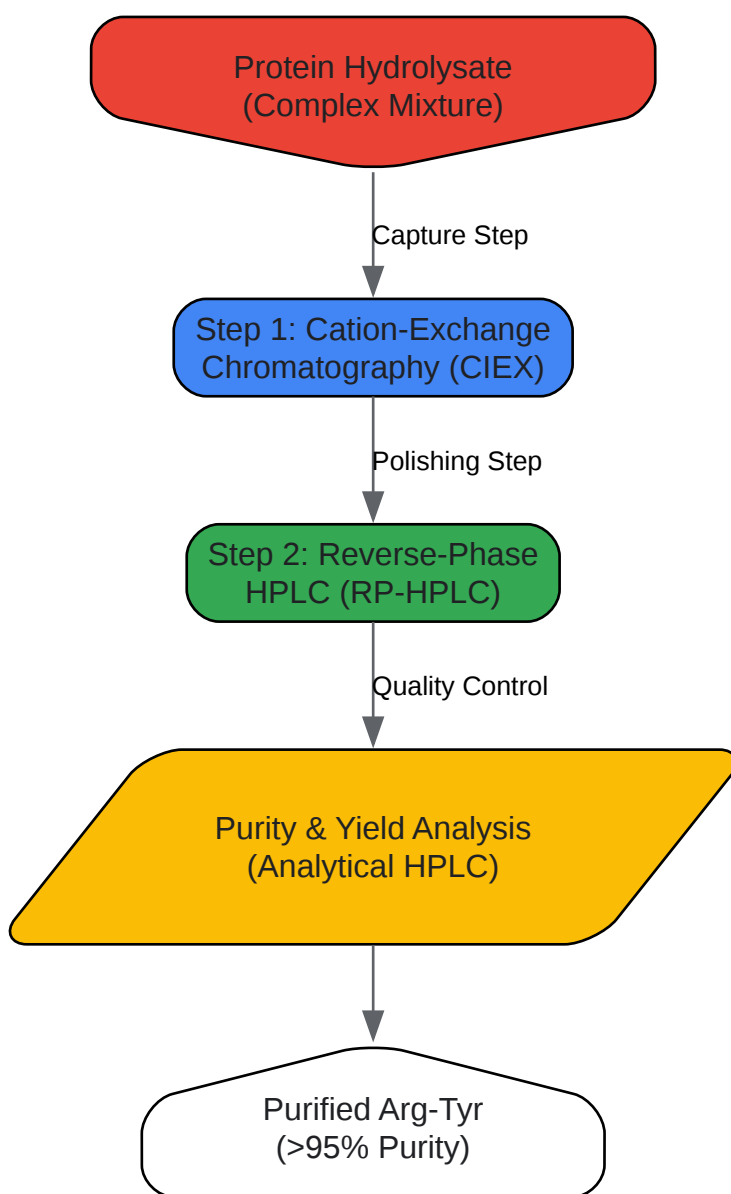 Protein Hydrolysate
(Complex Mixture)
Capture Step
Step 1: Cation-Exchange
Chromatography (CIEX)
Polishing Step
Step 2: Reverse-Phase
HPLC (RP-HPLC)
Quality Control
Purity & Yield Analysis
(Analytical HPLC)
Purified Arg-Tyr
(>95% Purity)